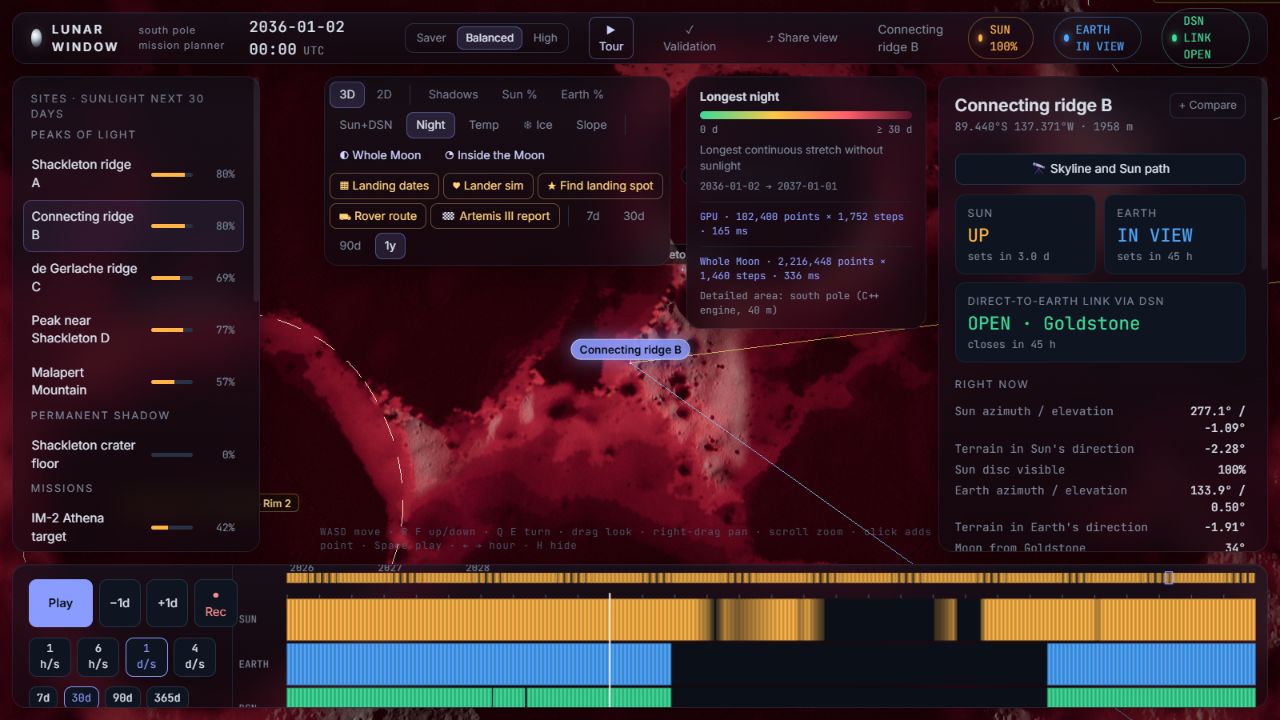 LUNAR WINDOW
south pole mission planner
2036-01-02
00:00 UTC
Saver
Balanced
High
▶ Tour
✓ Validation
⤴ Share view
Connecting ridge B
SUN 100%
EARTH IN VIEW
DSN LINK OPEN
SITES · SUNLIGHT NEXT 30 DAYS
PEAKS OF LIGHT
Shackleton ridge A 80%
Connecting ridge B 80%
de Gerlache ridge C 69%
Peak near Shackleton D 77%
Malapert Mountain 57%
PERMANENT SHADOW
Shackleton crater floor 0%
MISSIONS
IM-2 Athena target 42%
3D 2D Shadows Sun % Earth %
Sun+DSN Night Temp ❄ Ice Slope
◐ Whole Moon ◔ Inside the Moon
▦ Landing dates ♥ Lander sim ★ Find landing spot
⛟ Rover route 🏁 Artemis III report 7d 30d
90d 1y
Longest night
0 d ≥ 30 d
Longest continuous stretch without sunlight
2036-01-02 → 2037-01-01
GPU · 102,400 points × 1,752 steps
· 165 ms
Whole Moon · 2,216,448 points ×
1,460 steps · 336 ms
Detailed area: south pole (C++
engine, 40 m)
Connecting ridge B
Rim 2
WASD move · R F up/down · Q E turn · drag look · right-drag pan · scroll zoom · click adds
point · Space play · ← → hour · H hide
Connecting ridge B
+ Compare
89.440°S 137.371°W · 1958 m
🔭 Skyline and Sun path
SUN
UP
sets in 3.0 d
EARTH
IN VIEW
sets in 45 h
DIRECT-TO-EARTH LINK VIA DSN
OPEN · Goldstone
closes in 45 h
RIGHT NOW
Sun azimuth / elevation 277.1° / -1.09°
Terrain in Sun's direction -2.28°
Sun disc visible 100%
Earth azimuth / elevation 133.9° / 0.50°
Terrain in Earth's direction -1.91°
Moon from Goldstone 34°
Play −1d +1d ● Rec
1 h/s 6 h/s 1 d/s 4 d/s
7d 30d 90d 365d
2026 2027 2028
SUN
EARTH
DSN